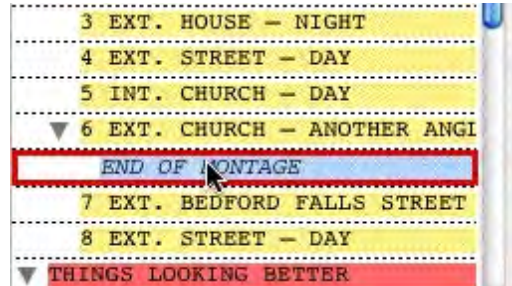 3 EXT. HOUSE — NIGHT
4 EXT. STREET — DAY
5 INT. CHURCH — DAY
6 EXT. CHURCH — ANOTHER ANGL
END OF MONTAGE
7 EXT. BEDFORD FALLS STREET
8 EXT. STREET — DAY
THINGS LOOKING BETTER